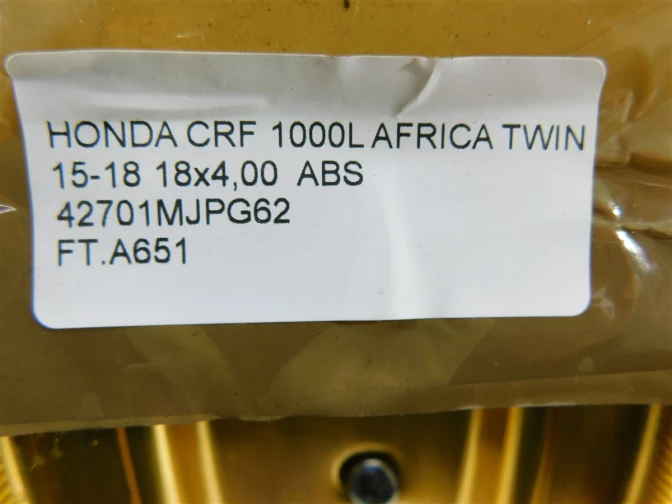 HONDA CRF 1000L AFRICA TWIN
15-18 18x4,00 ABS
42701MJPG62
FT.A651